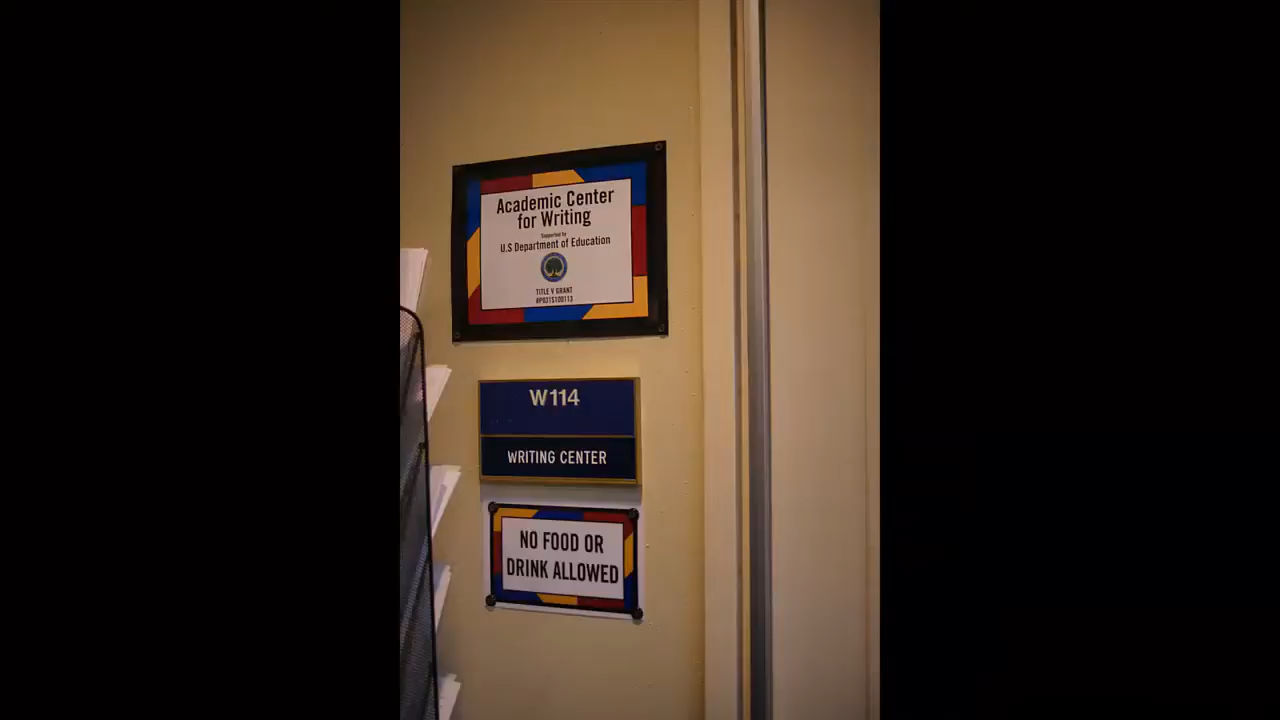 Academic Center
for Writing
Supported by
U.S Department of Education
TITLE V GRANT
#P031S100113
W114
WRITING CENTER
NO FOOD OR
DRINK ALLOWED